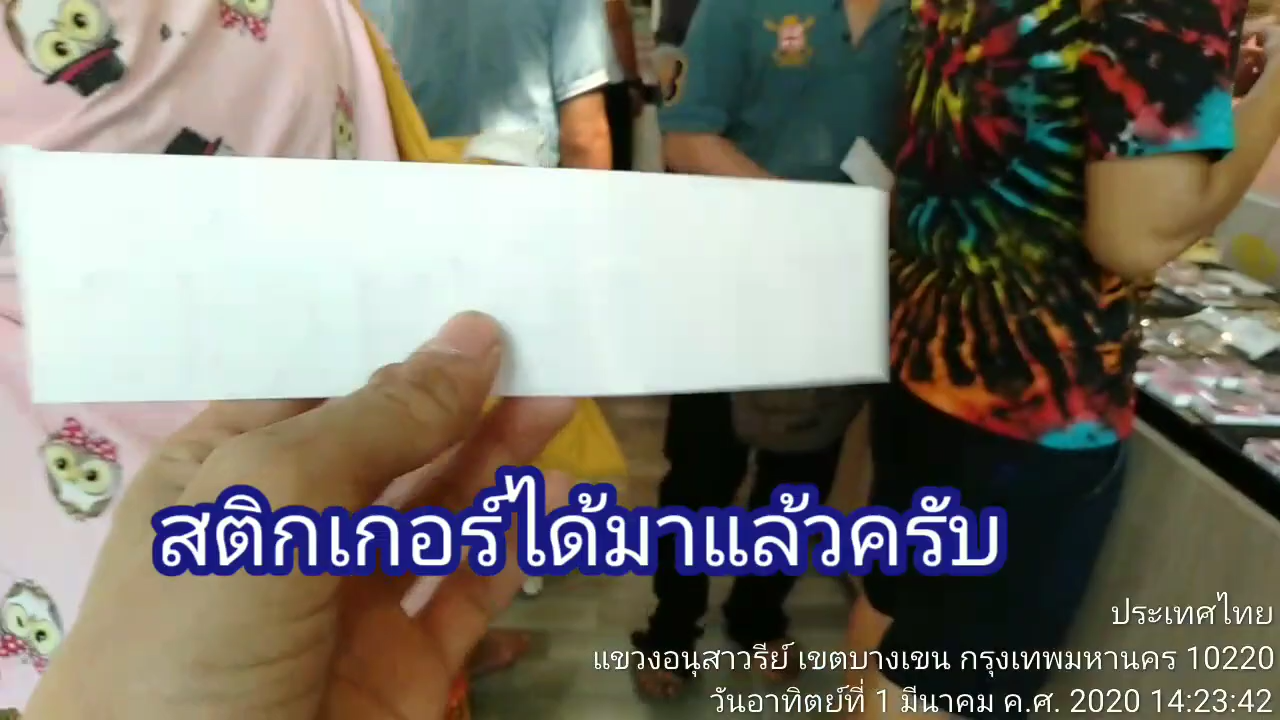 สติกเกอร์ได้มาแล้วครับ
ประเทศไทย
แขวงอนุสาวรีย์ เขตบางเขน กรุงเทพมหานคร 10220
วันอาทิตย์ที่ 1 มีนาคม ค.ศ. 2020 14:23:42